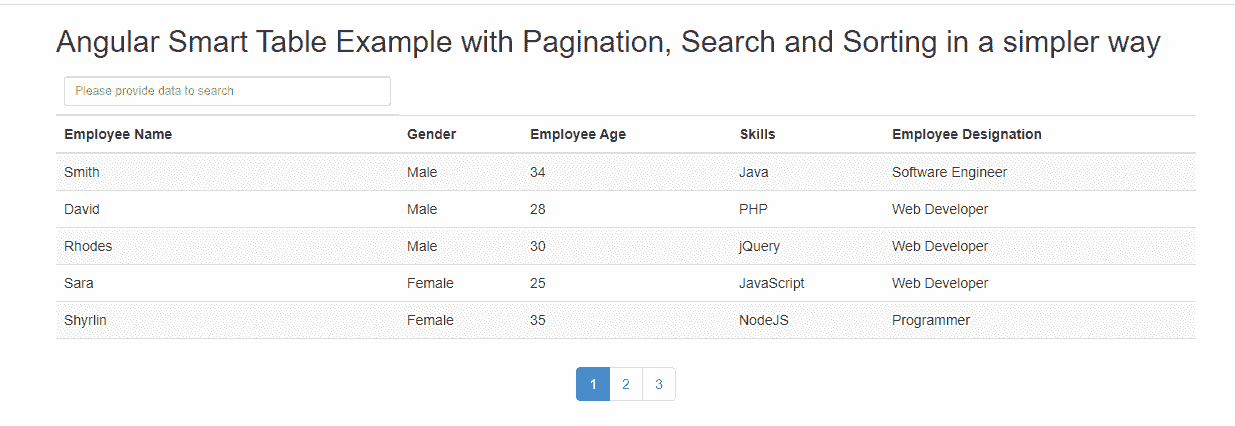 Angular Smart Table Example with Pagination, Search and Sorting in a simpler way
Please provide data to search
Employee Name Gender Employee Age Skills Employee Designation
Smith Male 34 Java Software Engineer
David Male 28 PHP Web Developer
Rhodes Male 30 jQuery Web Developer
Sara Female 25 JavaScript Web Developer
Shyrlin Female 35 NodeJS Programmer
1 2 3